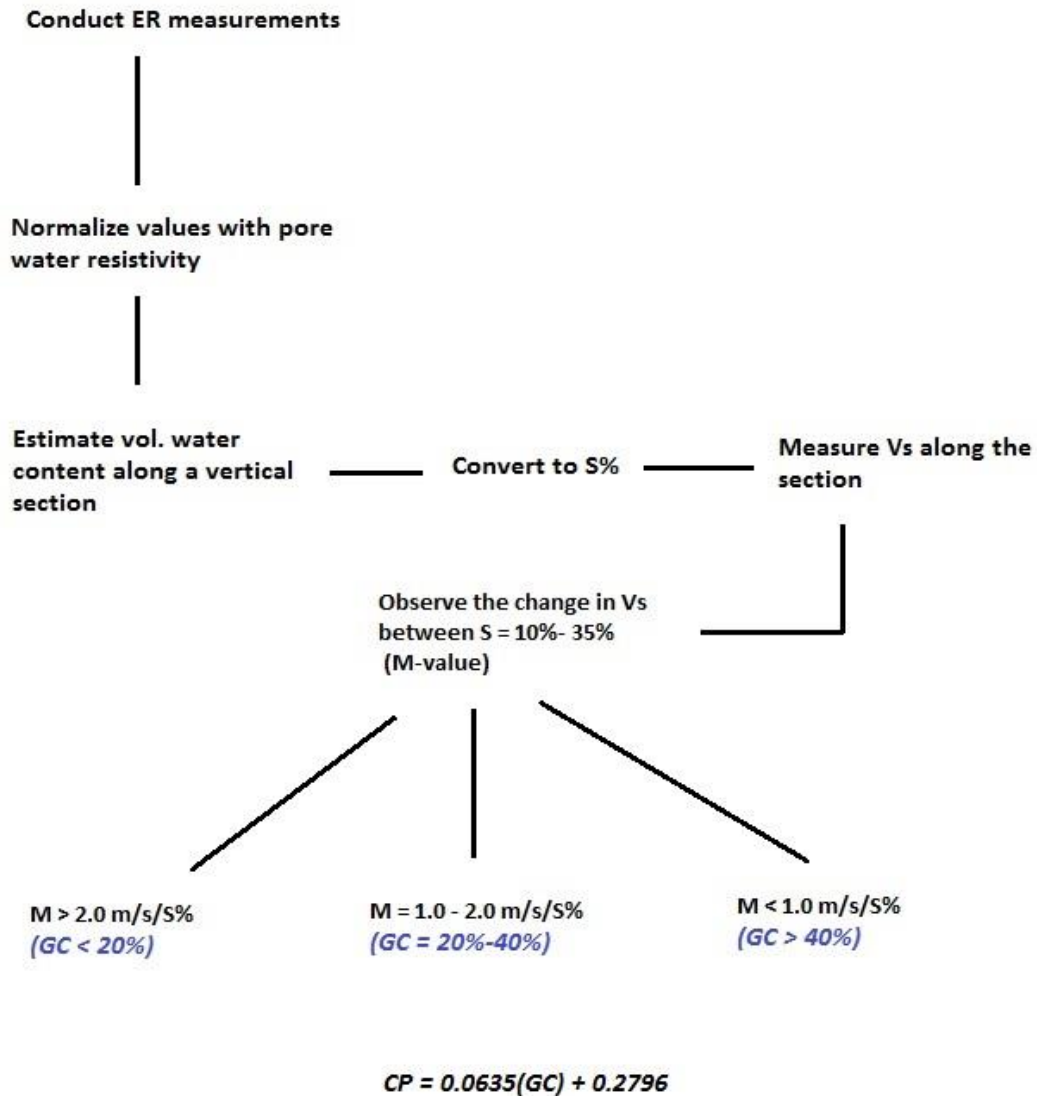 Conduct ER measurements
Normalize values with pore
water resistivity
Estimate vol. water
content along a vertical
section
Convert to S%
Measure Vs along the
section
Observe the change in Vs
between S = 10%- 35%
(M-value)
M > 2.0 m/s/S%
(GC < 20%)
M = 1.0 - 2.0 m/s/S%
(GC = 20%-40%)
M < 1.0 m/s/S%
(GC > 40%)
CP = 0.0635(GC) + 0.2796